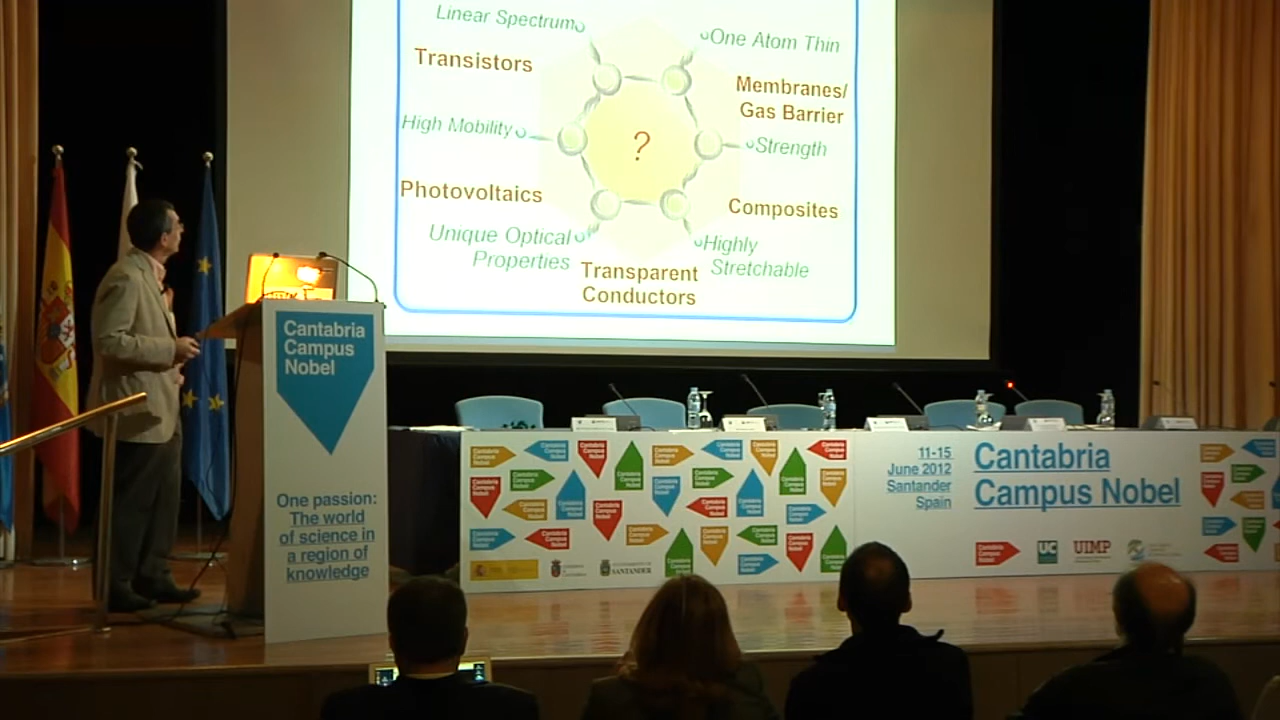 Linear Spectrum
One Atom Thin
Transistors
Membranes/
Gas Barrier
High Mobility
?
Strength
Photovoltaics
Composites
Unique Optical
Properties
Highly
Stretchable
Transparent
Conductors
Cantabria
Campus
Nobel
One passion:
The world
of science in
a region of
knowledge
11-15
June 2012
Santander
Spain
Cantabria
Campus Nobel
UC
UIMP
SANTANDER